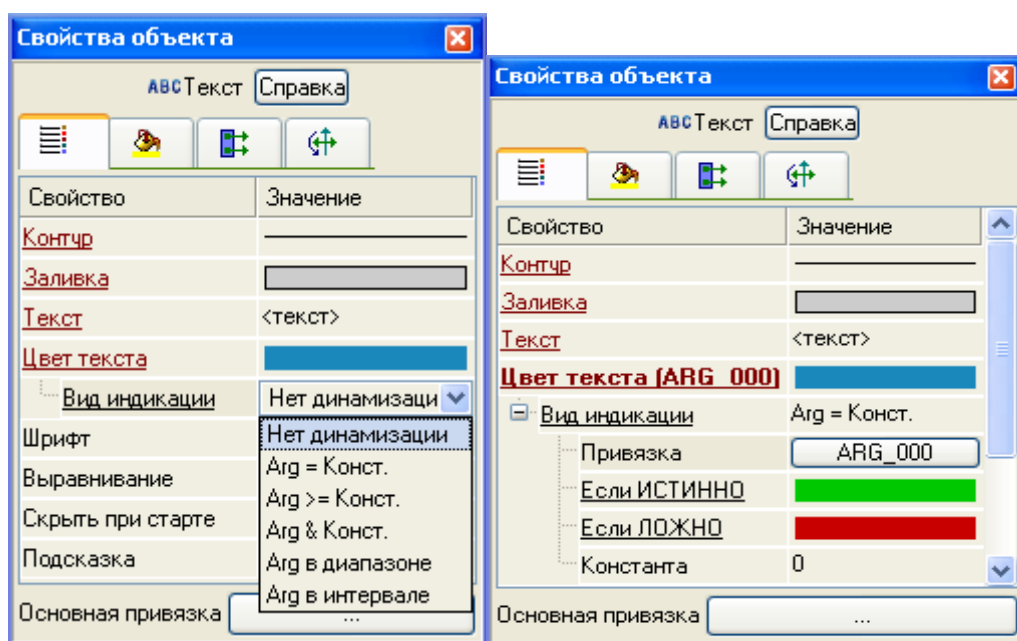 Свойства объекта
ABCТекст Справка
Свойство Значение
Контур
Заливка
Текст <текст>
Цвет текста
Вид индикации Нет динамизаци
Нет динамизации
Arg = Конст.
Arg >= Конст.
Arg & Конст.
Arg в диапазоне
Arg в интервале
Шрифт
Выравнивание
Скрыть при старте
Подсказка
Основная привязка ...
Свойства объекта
ABCТекст Справка
Свойство Значение
Контур
Заливка
Текст <текст>
Цвет текста (ARG_000)
Вид индикации Arg = Конст.
Привязка ARG_000
Если ИСТИННО
Если ЛОЖНО
Константа 0
Основная привязка ...